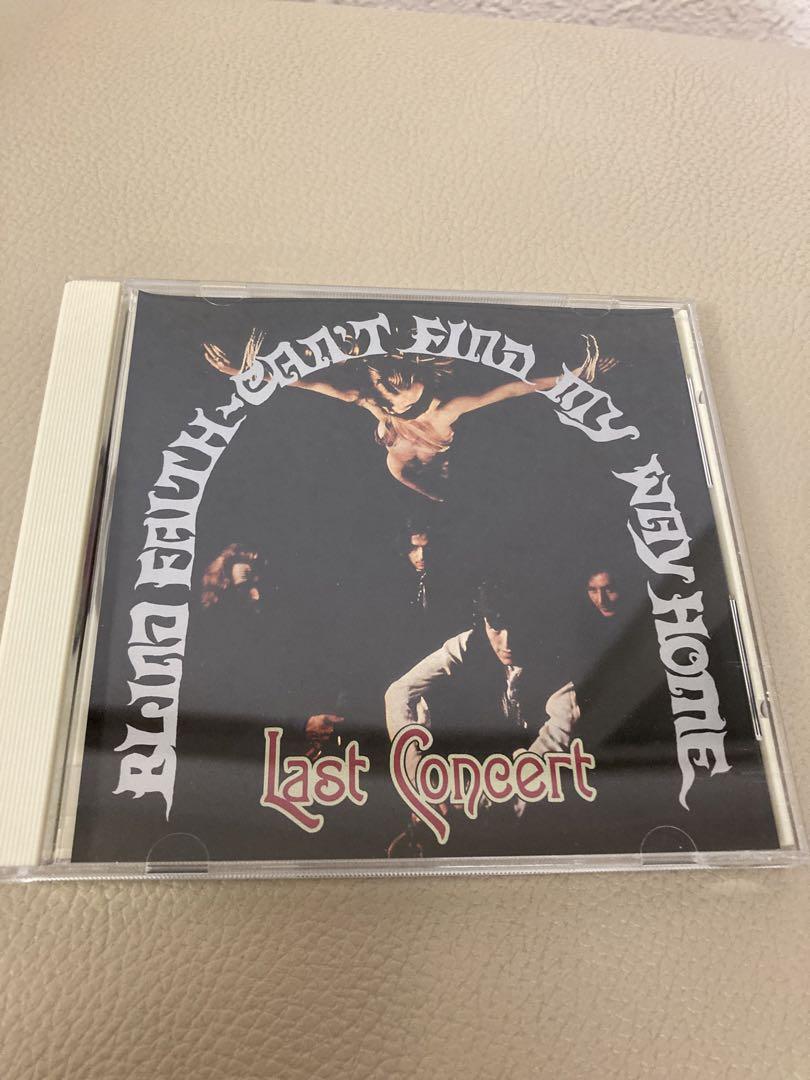 BLIND FAITH-CAN'T FIND MY WAY HOME
Last Concert